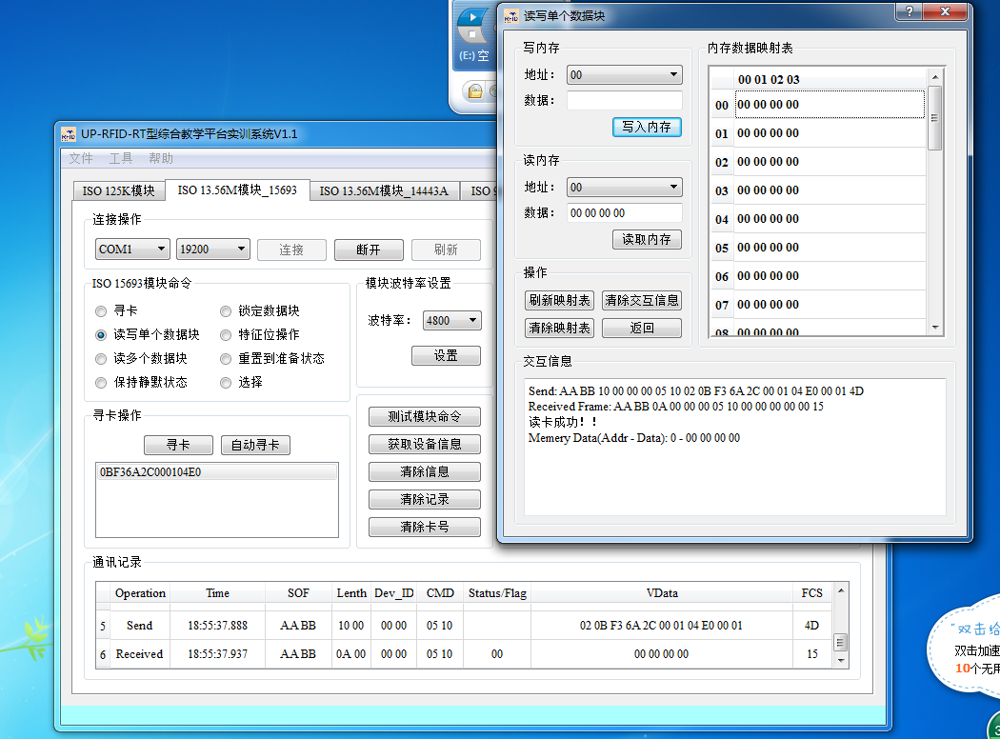 UP-RFID-RT型综合教学平台实训系统V1.1
文件 工具 帮助
ISO 125K模块 ISO 13.56M模块_15693 ISO 13.56M模块_14443A ISO 9
连接操作
COM1 19200 连接 断开 刷新
ISO 15693模块命令
寻卡 锁定数据块
读写单个数据块 特征位操作
读多个数据块 重置到准备状态
保持静默状态 选择
模块波特率设置
波特率： 4800
设置
寻卡操作
寻卡 自动寻卡
0BF36A2C000104E0
测试模块命令
获取设备信息
清除信息
清除记录
清除卡号
通讯记录
Operation Time SOF Lenth Dev_ID CMD Status/Flag VData FCS
5 Send 18:55:37.888 AA BB 10 00 00 00 05 10 02 0B F3 6A 2C 00 01 04 E0 00 01 4D
6 Received 18:55:37.937 AA BB 0A 00 00 00 05 10 00 00 00 00 00 15
(E:) 空
读写单个数据块
写内存
地址： 00
数据：
写入内存
读内存
地址： 00
数据： 00 00 00 00
读取内存
操作
刷新映射表 清除交互信息
清除映射表 返回
内存数据映射表
00 01 02 03
00 00 00 00 00
01 00 00 00 00
02 00 00 00 00
03 00 00 00 00
04 00 00 00 00
05 00 00 00 00
06 00 00 00 00
07 00 00 00 00
08 00 00 00 00
交互信息
Send: AA BB 10 00 00 00 05 10 02 0B F3 6A 2C 00 01 04 E0 00 01 4D
Received Frame: AA BB 0A 00 00 00 05 10 00 00 00 00 00 15
读卡成功！！
Memery Data(Addr - Data): 0 - 00 00 00 00
"双击给
双击加速
10个无用